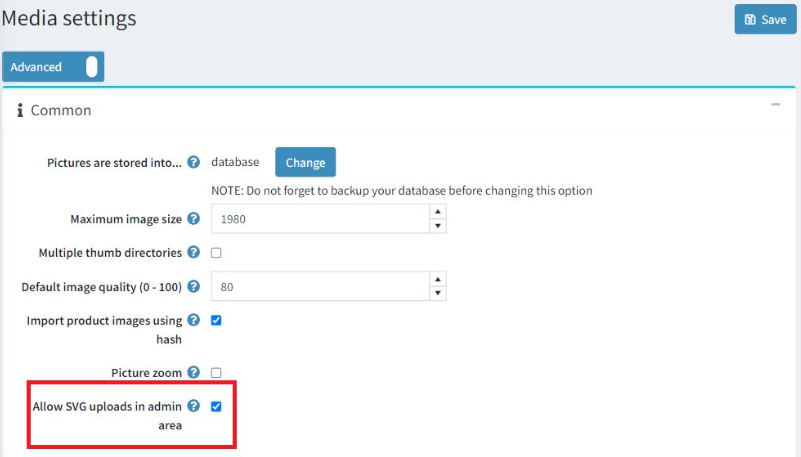 Media settings
Save
Advanced
Common
Pictures are stored into... database Change
NOTE: Do not forget to backup your database before changing this option
Maximum image size 1980
Multiple thumb directories
Default image quality (0 - 100) 80
Import product images using
hash
Picture zoom
Allow SVG uploads in admin
area